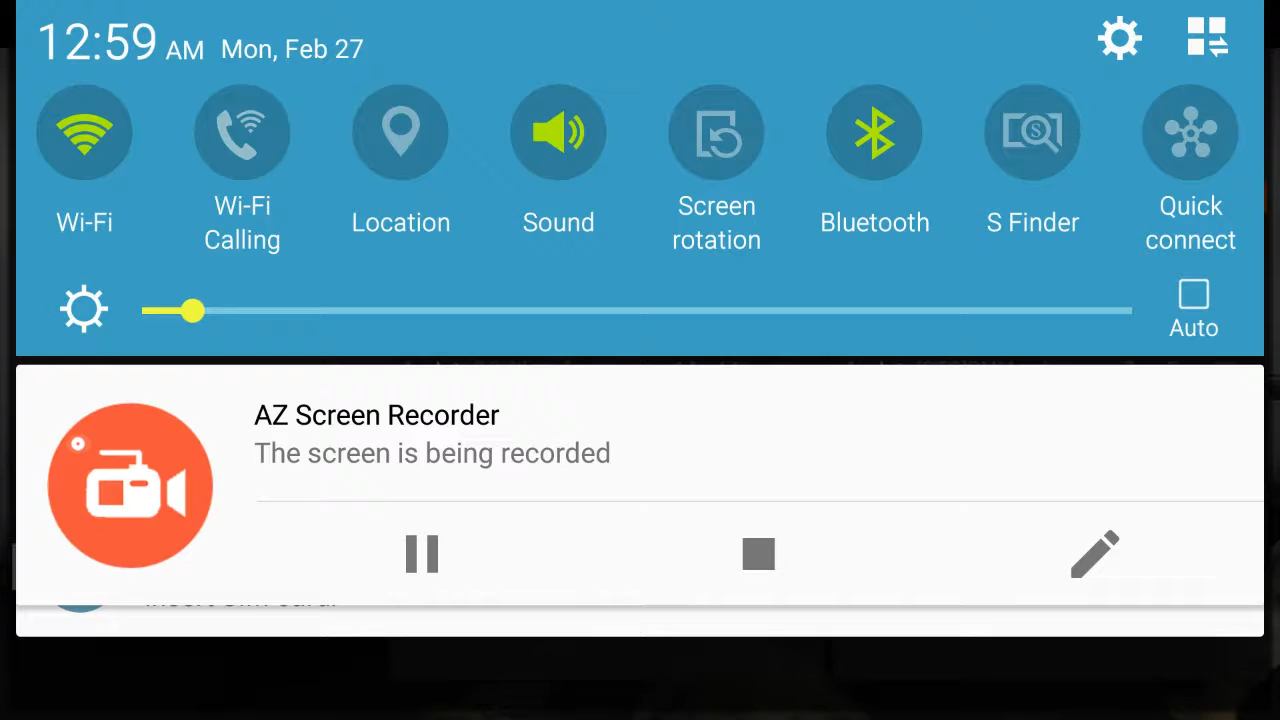 12:59 AM Mon, Feb 27
Wi-Fi
Wi-Fi
Calling
Location
Sound
Screen
rotation
Bluetooth
S Finder
Quick
connect
Auto
AZ Screen Recorder
The screen is being recorded